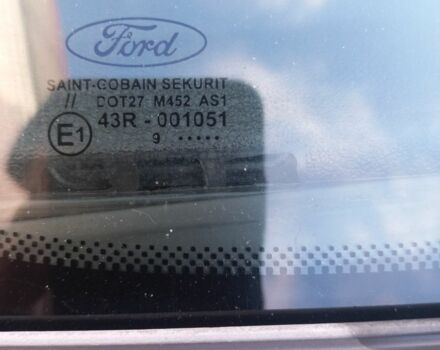 Ford
SAINT-GOBAIN SEKURIT
// DOT27 M452 AS1
E1 43R - 001051
9 •••••